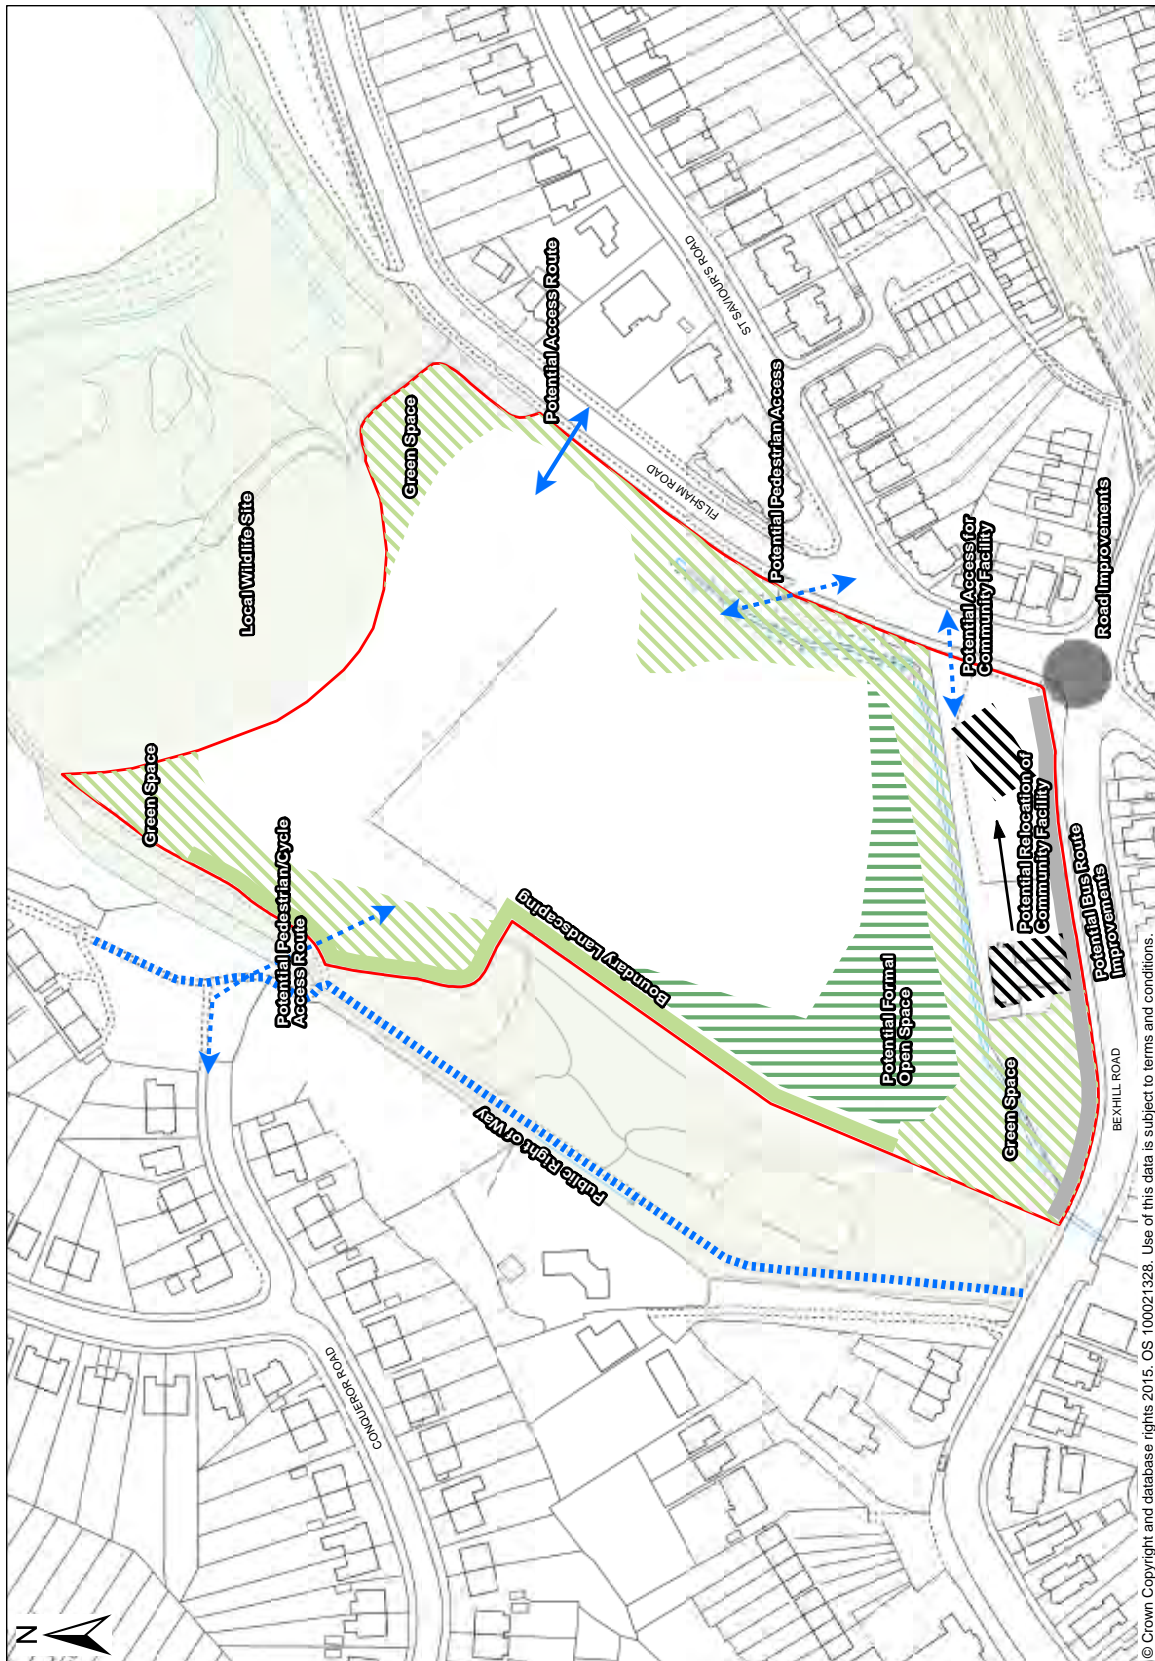 N
Green Space
Local Wildlife Site
Green Space
Potential Access Route
ST SAVIOUR'S ROAD
FILSHAM ROAD
Potential Pedestrian Access
Potential Access for
Community Facility
Road Improvements
Potential Pedestrian/Cycle
Access Route
Boundary Landscaping
Public Right of Way
CONQUEROR ROAD
Potential Formal
Open Space
Green Space
Potential Relocation of
Community Facility
Potential Bus Route
Improvements
BEXHILL ROAD
© Crown Copyright and database rights 2015. OS 100021328. Use of this data is subject to terms and conditions.